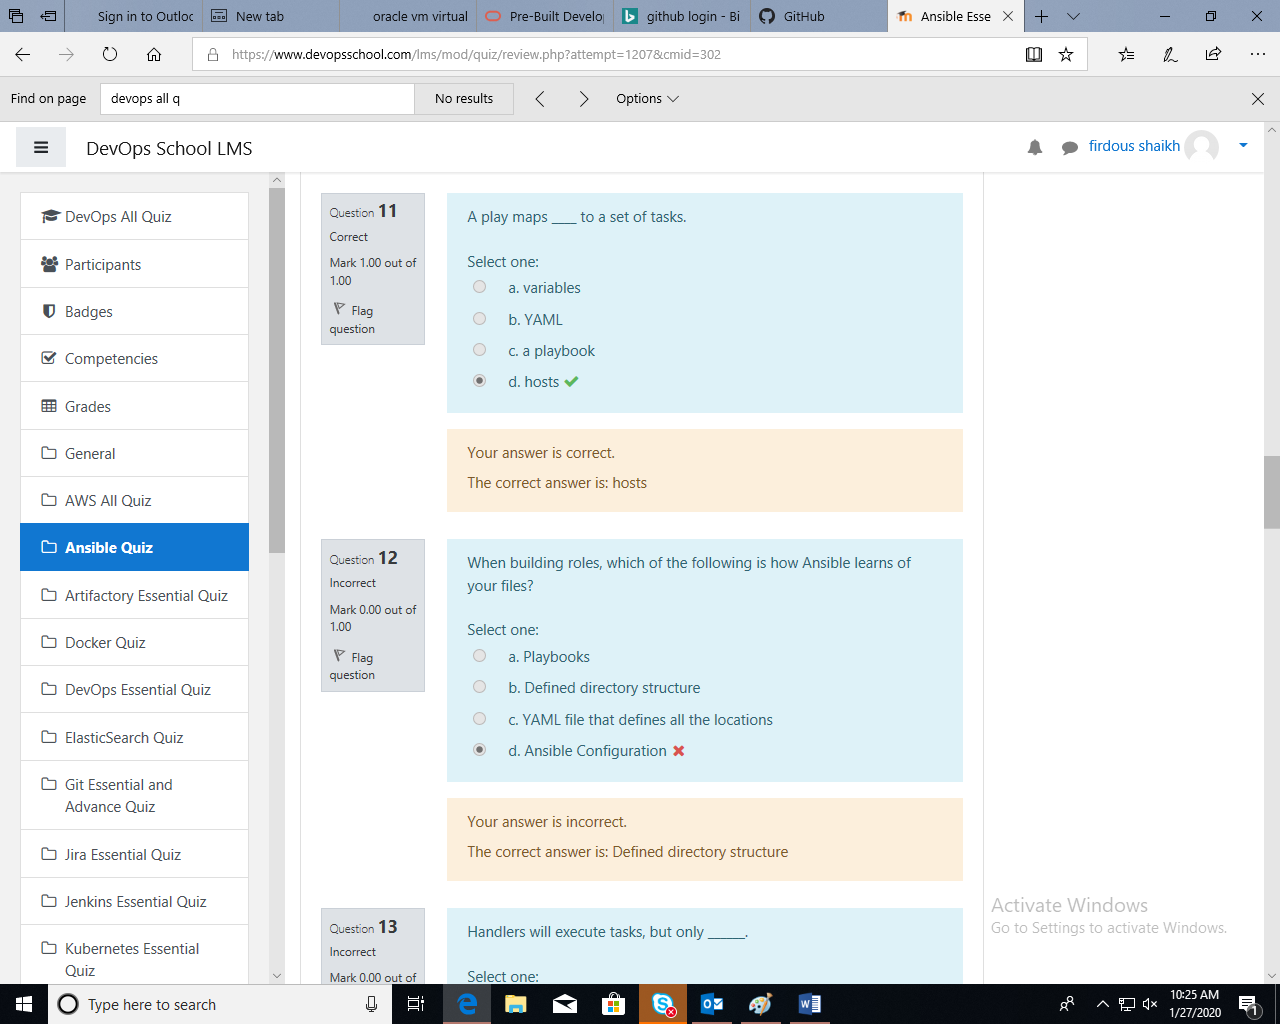 Sign in to Outloc
New tab
oracle vm virtual
Pre-Built Develo
github login - Bi
GitHub
Ansible Esse
https://www.devopsschool.com/lms/mod/quiz/review.php?attempt=1207&cmid=302
Find on page
devops all q
No results
Options
DevOps School LMS
firdous shaikh
DevOps All Quiz
Participants
Badges
Competencies
Grades
General
AWS All Quiz
Ansible Quiz
Artifactory Essential Quiz
Docker Quiz
DevOps Essential Quiz
ElasticSearch Quiz
Git Essential and
Advance Quiz
Jira Essential Quiz
Jenkins Essential Quiz
Kubernetes Essential
Quiz
Question 11
Correct
Mark 1.00 out of
1.00
Flag
question
A play maps ___ to a set of tasks.
Select one:
a. variables
b. YAML
c. a playbook
d. hosts
Your answer is correct.
The correct answer is: hosts
Question 12
Incorrect
Mark 0.00 out of
1.00
Flag
question
When building roles, which of the following is how Ansible learns of
your files?
Select one:
a. Playbooks
b. Defined directory structure
c. YAML file that defines all the locations
d. Ansible Configuration
Your answer is incorrect.
The correct answer is: Defined directory structure
Question 13
Incorrect
Mark 0.00 out of
Handlers will execute tasks, but only _____.
Select one:
Activate Windows
Go to Settings to activate Windows.
Type here to search
10:25 AM
1/27/2020
1